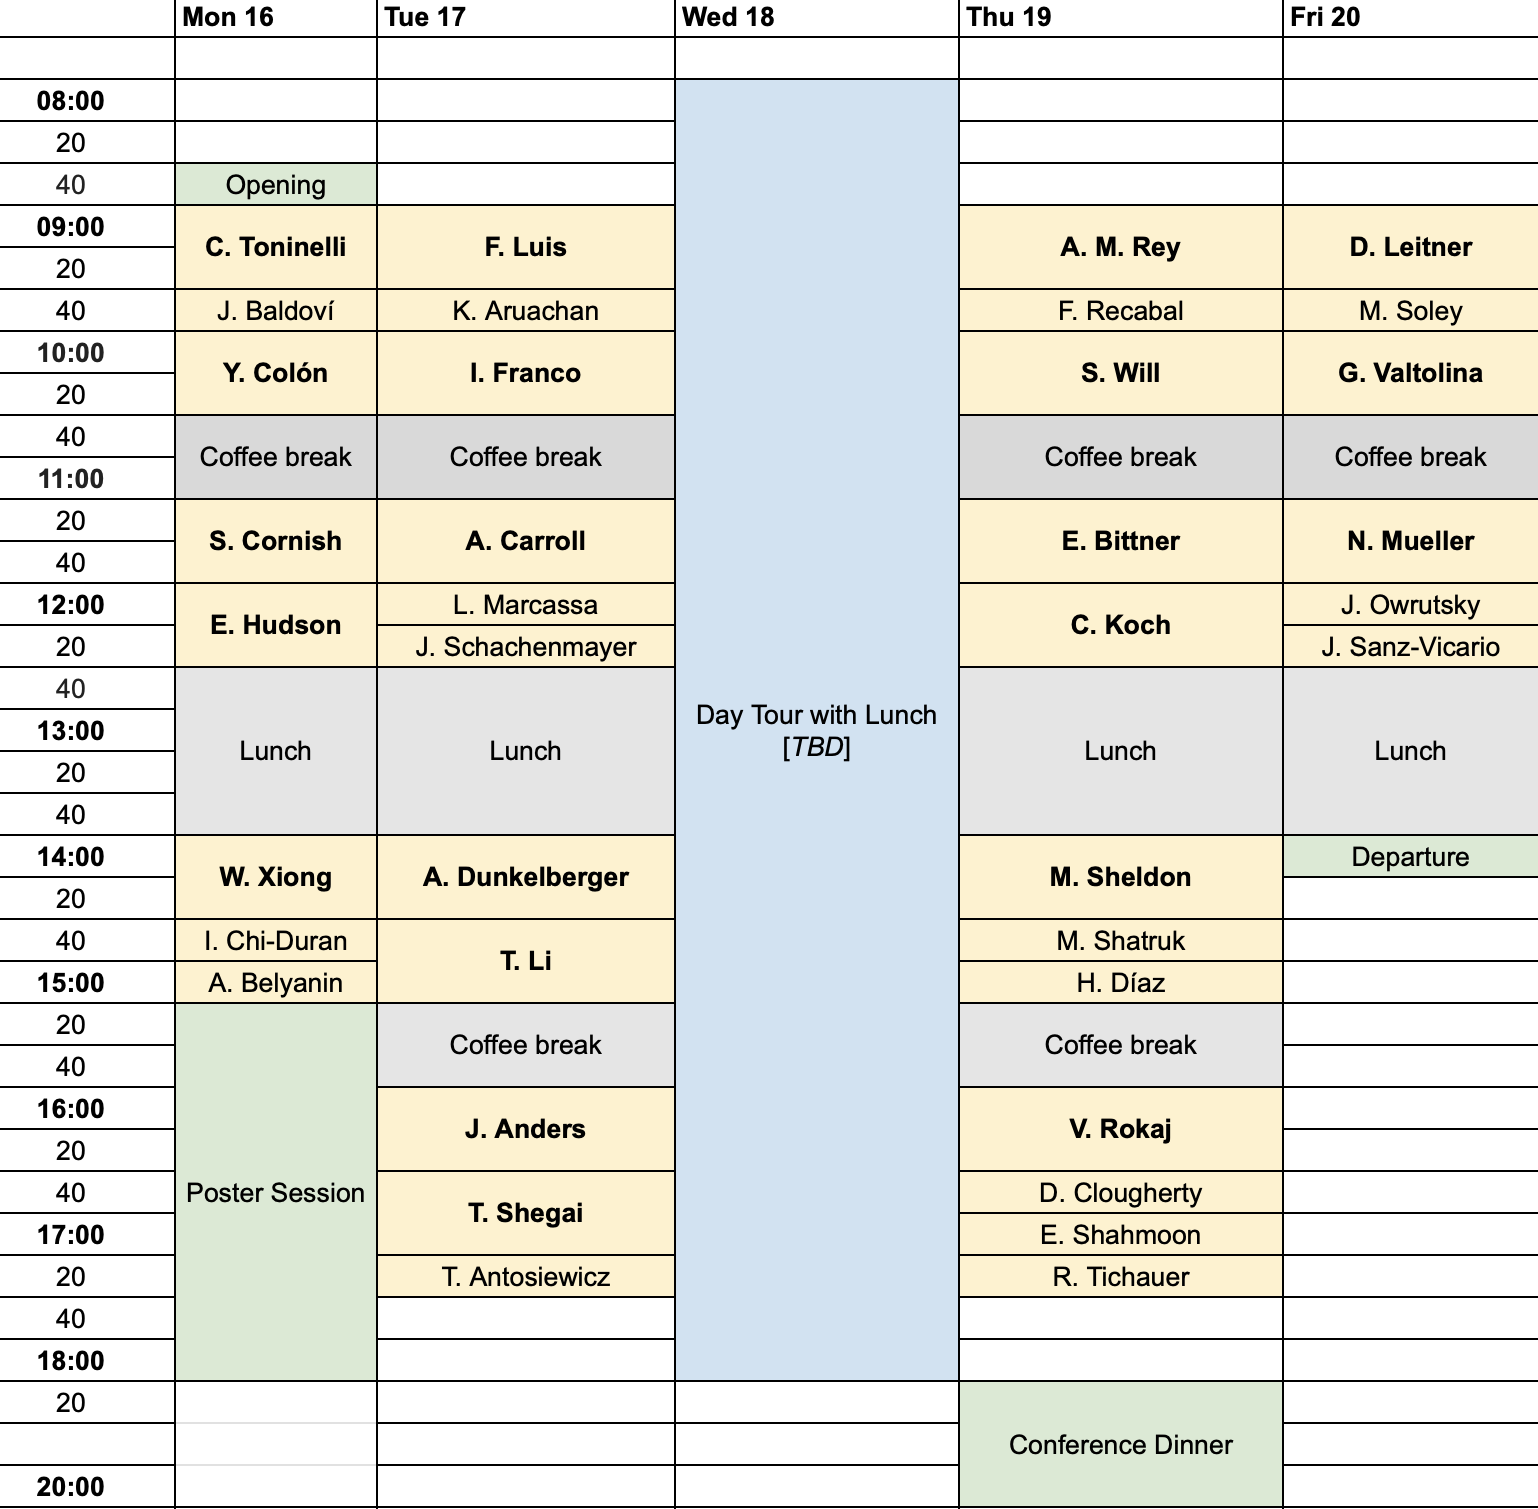 Mon 16 Tue 17 Wed 18 Thu 19 Fri 20
08:00
20
40 Opening
09:00
C. Toninelli F. Luis A. M. Rey D. Leitner
20
40 J. Baldoví K. Aruachan F. Recabal M. Soley
10:00
Y. Colón I. Franco S. Will G. Valtolina
20
40
Coffee break Coffee break Coffee break Coffee break
11:00
20
S. Cornish A. Carroll E. Bittner N. Mueller
40
12:00 L. Marcassa J. Owrutsky
E. Hudson C. Koch
20 J. Schachenmayer J. Sanz-Vicario
40
Day Tour with Lunch
13:00
[TBD]
Lunch Lunch Lunch Lunch
20
40
14:00 Departure
W. Xiong A. Dunkelberger M. Sheldon
20
40 I. Chi-Duran M. Shatruk
T. Li
15:00 A. Belyanin H. Díaz
20
Coffee break Coffee break
40
16:00
J. Anders V. Rokaj
20
40 Poster Session D. Clougherty
T. Shegai
17:00 E. Shahmoon
20 T. Antosiewicz R. Tichauer
40
18:00
20
Conference Dinner
20:00